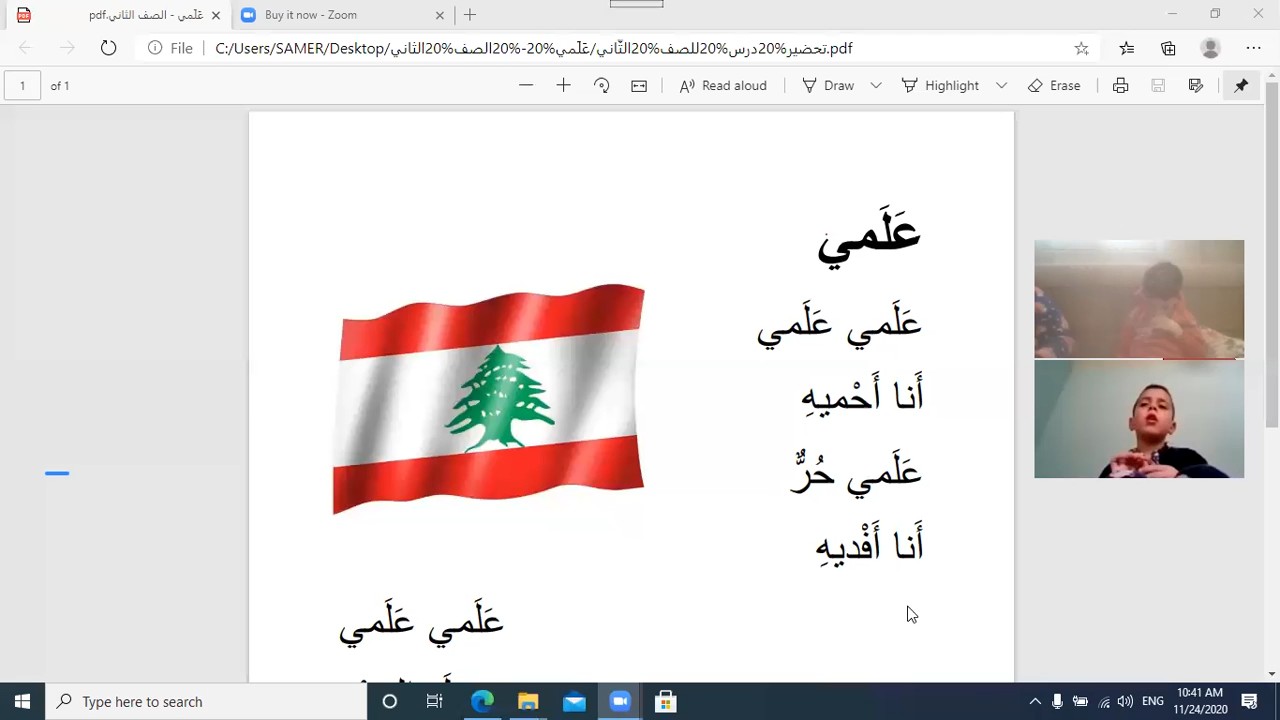 عَلّمي - الصف الثاني.pdf
Buy it now - Zoom
File
C:/Users/SAMER/Desktop/تحضير%20درس%20للصف%20الثّاني/عَلّمي%20-%20الصف%20الثاني.pdf
1 of 1
Read aloud
Draw
Highlight
Erase
عَلَمي
عَلَمي عَلَمي
أَنا أَحْميهِ
عَلَمي حُرٌّ
أَنا أَفْديهِ
عَلَمي عَلَمي
Type here to search
ENG
10:41 AM
11/24/2020